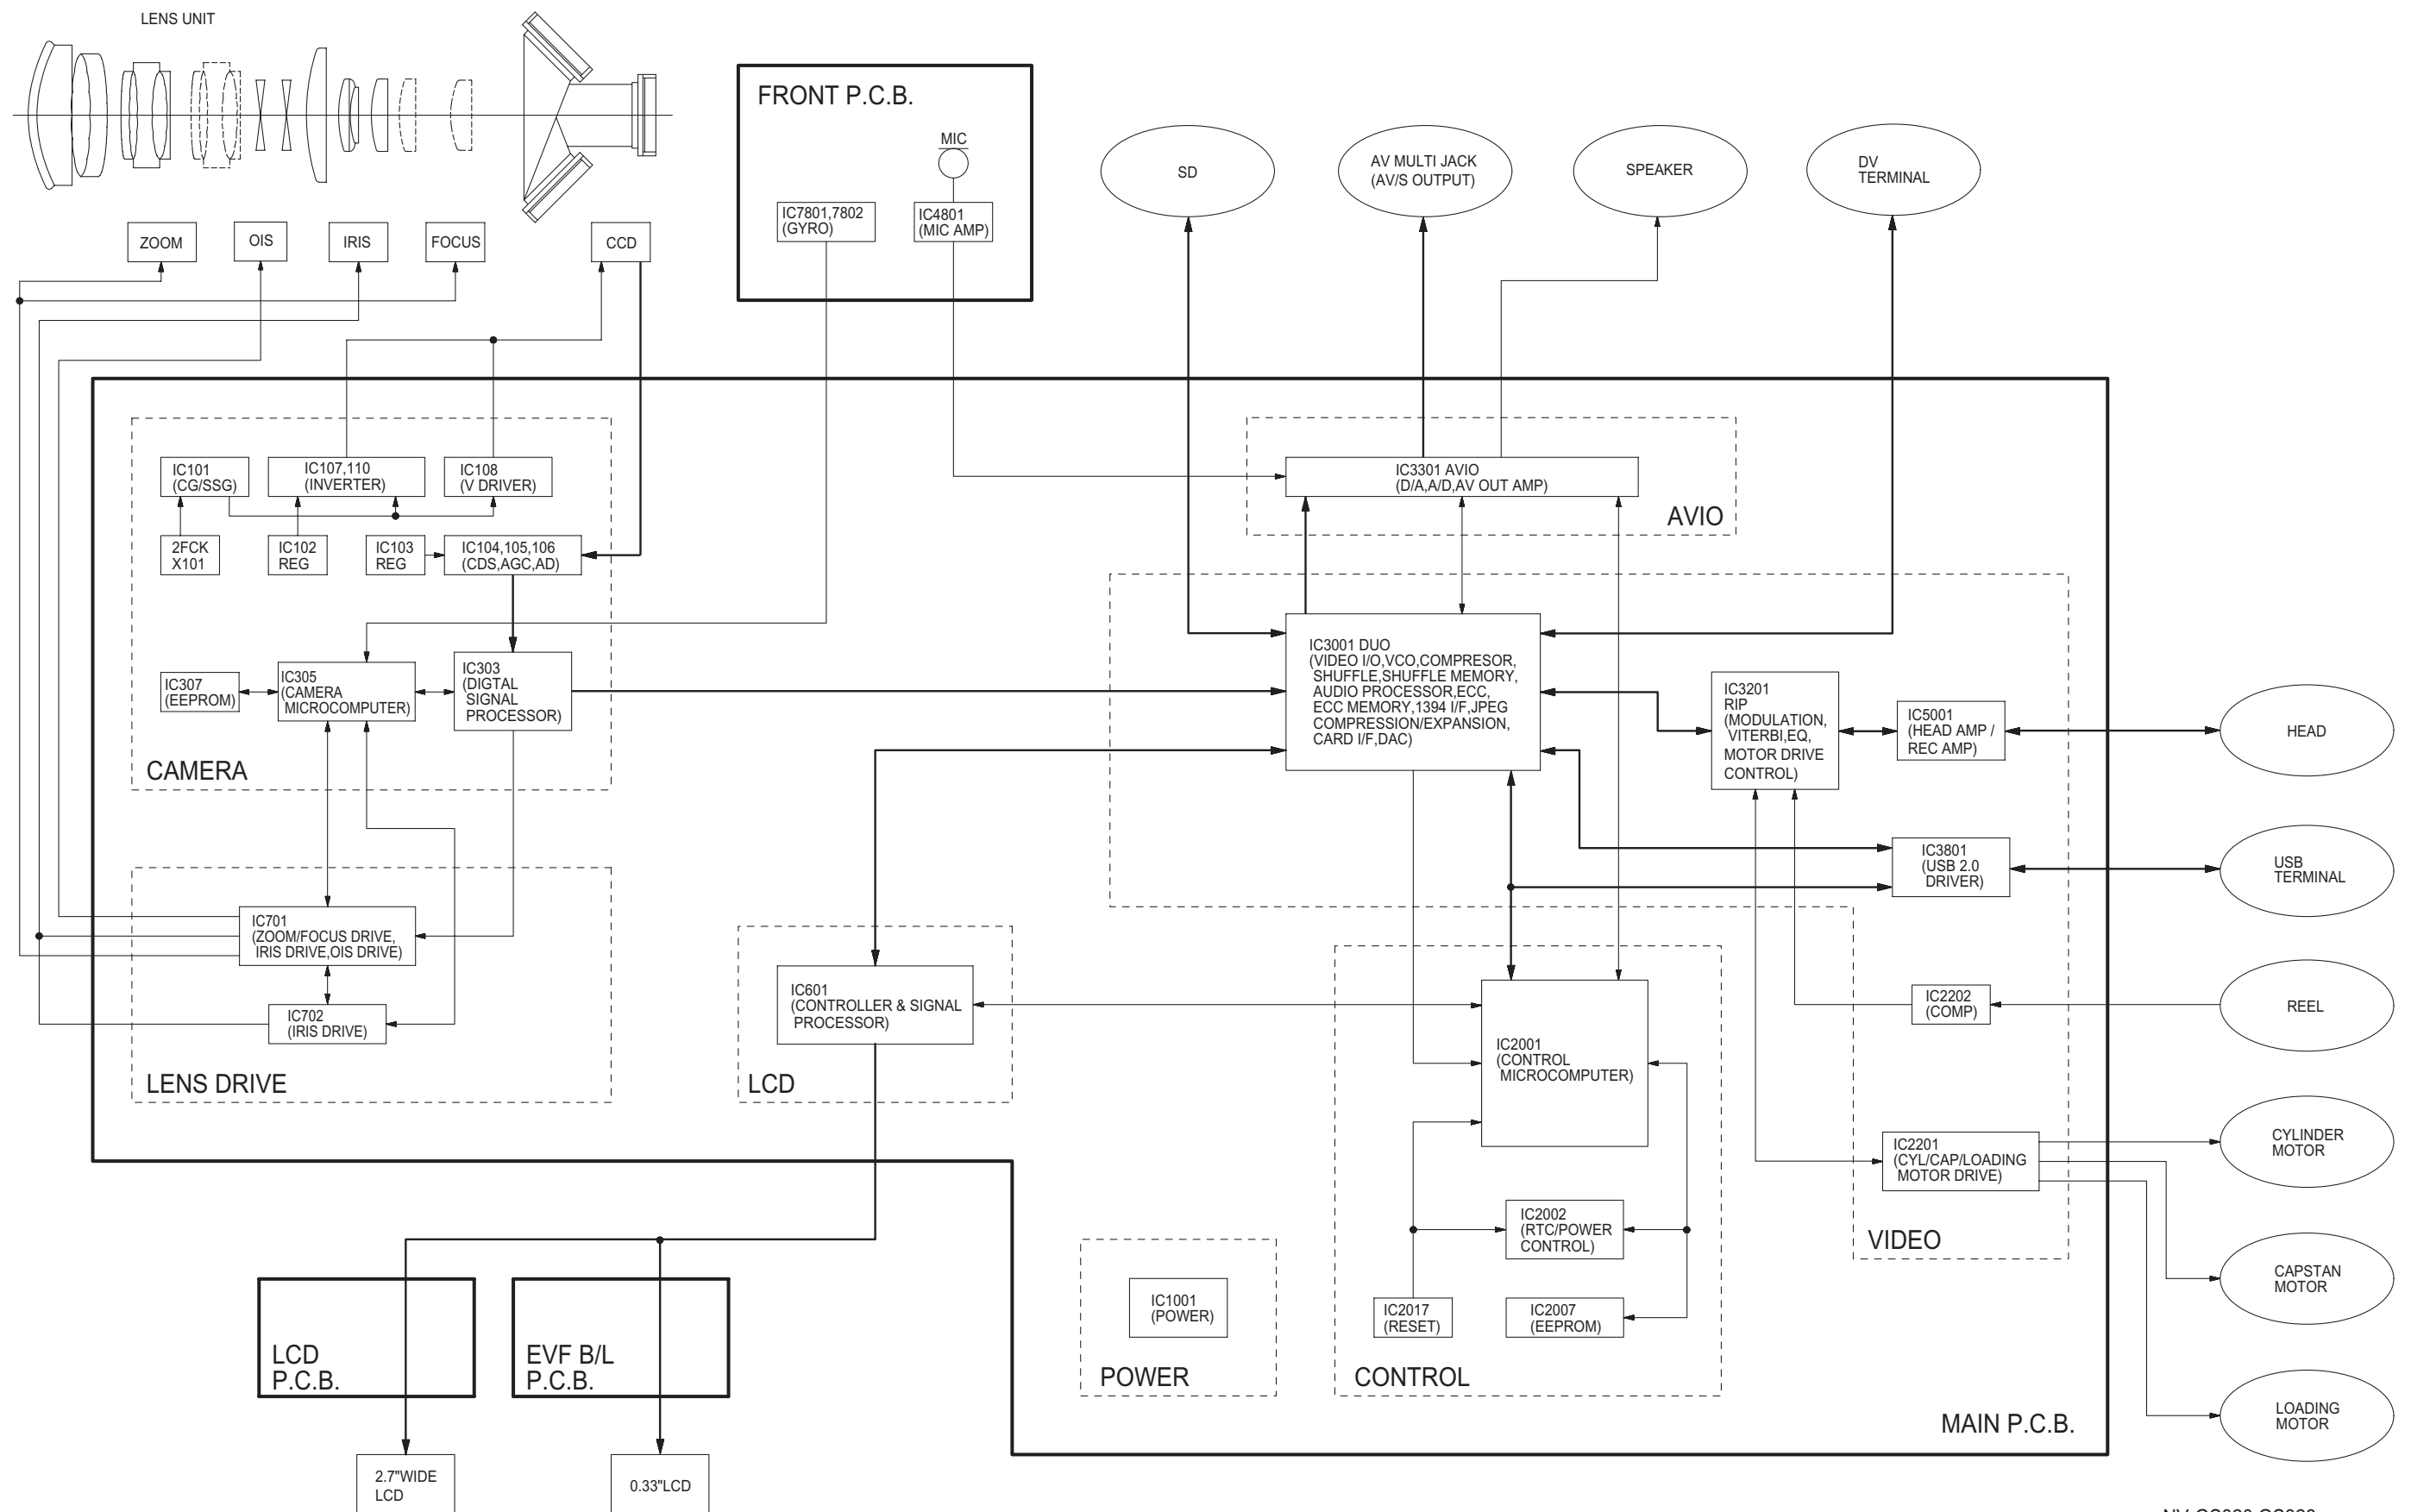 LENS UNIT
FRONT P.C.B.
MIC
IC7801,7802
(GYRO)
IC4801
(MIC AMP)
SD
AV MULTI JACK
(AV/S OUTPUT)
SPEAKER
DV
TERMINAL
ZOOM
OIS
IRIS
FOCUS
CCD
IC101
(CG/SSG)
IC107,110
(INVERTER)
IC108
(V DRIVER)
2FCK
X101
IC102
REG
IC103
REG
IC104,105,106
(CDS,AGC,AD)
IC307
(EEPROM)
IC305
(CAMERA
MICROCOMPUTER)
IC303
(DIGTAL
SIGNAL
PROCESSOR)
CAMERA
IC3301 AVIO
(D/A,A/D,AV OUT AMP)
AVIO
IC3001 DUO
(VIDEO I/O,VCO,COMPRESOR,
SHUFFLE,SHUFFLE MEMORY,
AUDIO PROCESSOR,ECC,
ECC MEMORY,1394 I/F,JPEG
COMPRESSION/EXPANSION,
CARD I/F,DAC)
IC3201
RIP
(MODULATION,
VITERBI,EQ,
MOTOR DRIVE
CONTROL)
IC5001
(HEAD AMP /
REC AMP)
HEAD
IC3801
(USB 2.0
DRIVER)
USB
TERMINAL
IC701
(ZOOM/FOCUS DRIVE,
IRIS DRIVE,OIS DRIVE)
IC702
(IRIS DRIVE)
LENS DRIVE
IC601
(CONTROLLER & SIGNAL
PROCESSOR)
LCD
IC2001
(CONTROL
MICROCOMPUTER)
IC2202
(COMP)
REEL
IC2201
(CYL/CAP/LOADING
MOTOR DRIVE)
CYLINDER
MOTOR
IC2002
(RTC/POWER
CONTROL)
VIDEO
CAPSTAN
MOTOR
IC1001
(POWER)
IC2017
(RESET)
IC2007
(EEPROM)
POWER
CONTROL
LCD
P.C.B.
EVF B/L
P.C.B.
MAIN P.C.B.
LOADING
MOTOR
2.7"WIDE
LCD
0.33"LCD